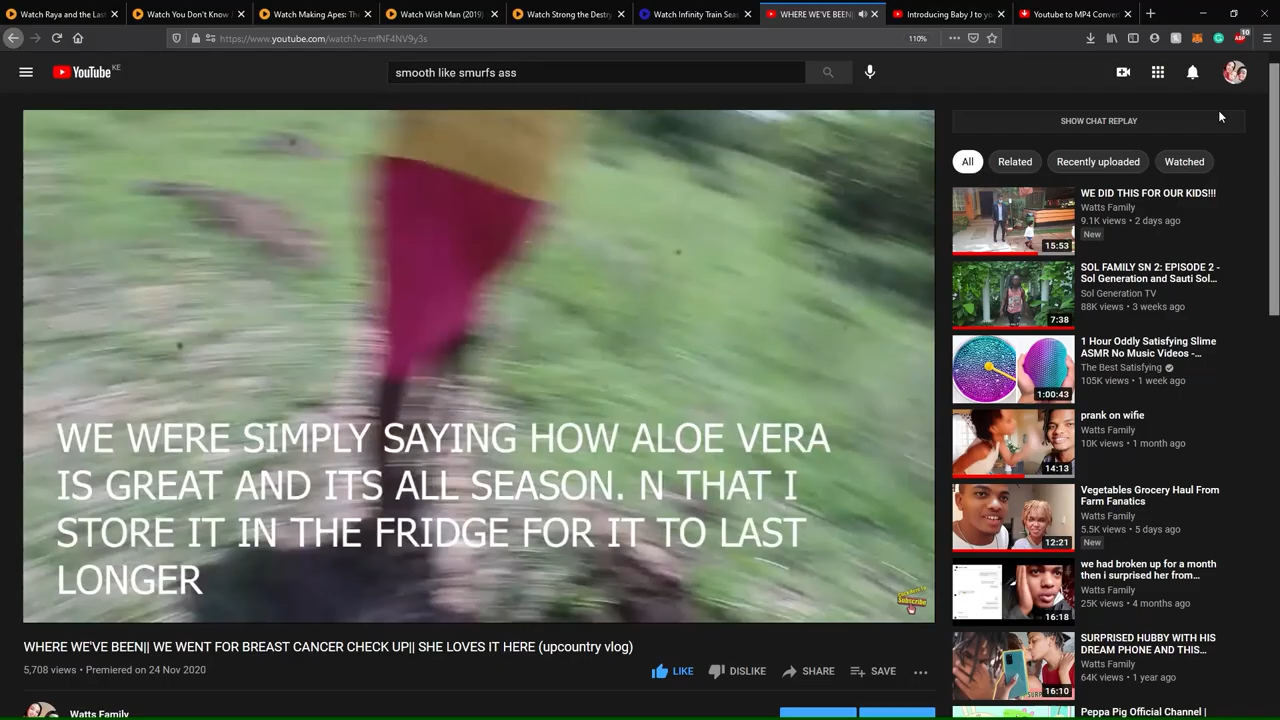 Watch Raya and the Last
Watch You Don't Know J
Watch Making Apes: The
Watch Wish Man (2019)
Watch Strong the Destry
Watch Infinity Train Seas
WHERE WE'VE BEEN|
Introducing Baby J to yo
Youtube to MP4 Conver
https://www.youtube.com/watch?v=mfNF4NV9y3s
110%
ABP
10
YouTube KE
smooth like smurfs ass
WE WERE SIMPLY SAYING HOW ALOE VERA
IS GREAT AND ITS ALL SEASON. N THAT I
STORE IT IN THE FRIDGE FOR IT TO LAST
LONGER
Subscribe
WHERE WE'VE BEEN|| WE WENT FOR BREAST CANCER CHECK UP|| SHE LOVES IT HERE (upcountry vlog)
5,708 views • Premiered on 24 Nov 2020
LIKE
DISLIKE
SHARE
SAVE
Watts Family
SHOW CHAT REPLAY
All
Related
Recently uploaded
Watched
WE DID THIS FOR OUR KIDS!!!
Watts Family
9.1K views • 2 days ago
New
15:53
SOL FAMILY SN 2: EPISODE 2 -
Sol Generation and Sauti Sol...
Sol Generation TV
88K views • 3 weeks ago
7:38
1 Hour Oddly Satisfying Slime
ASMR No Music Videos -...
The Best Satisfying
105K views • 1 week ago
1:00:43
prank on wifie
Watts Family
10K views • 1 month ago
14:13
Vegetables Grocery Haul From
Farm Fanatics
Watts Family
5.5K views • 5 days ago
New
12:21
we had broken up for a month
then i surprised her from...
Watts Family
25K views • 4 months ago
16:18
SURPRISED HUBBY WITH HIS
DREAM PHONE AND THIS...
Watts Family
64K views • 1 year ago
16:10
Peppa Pig Official Channel |